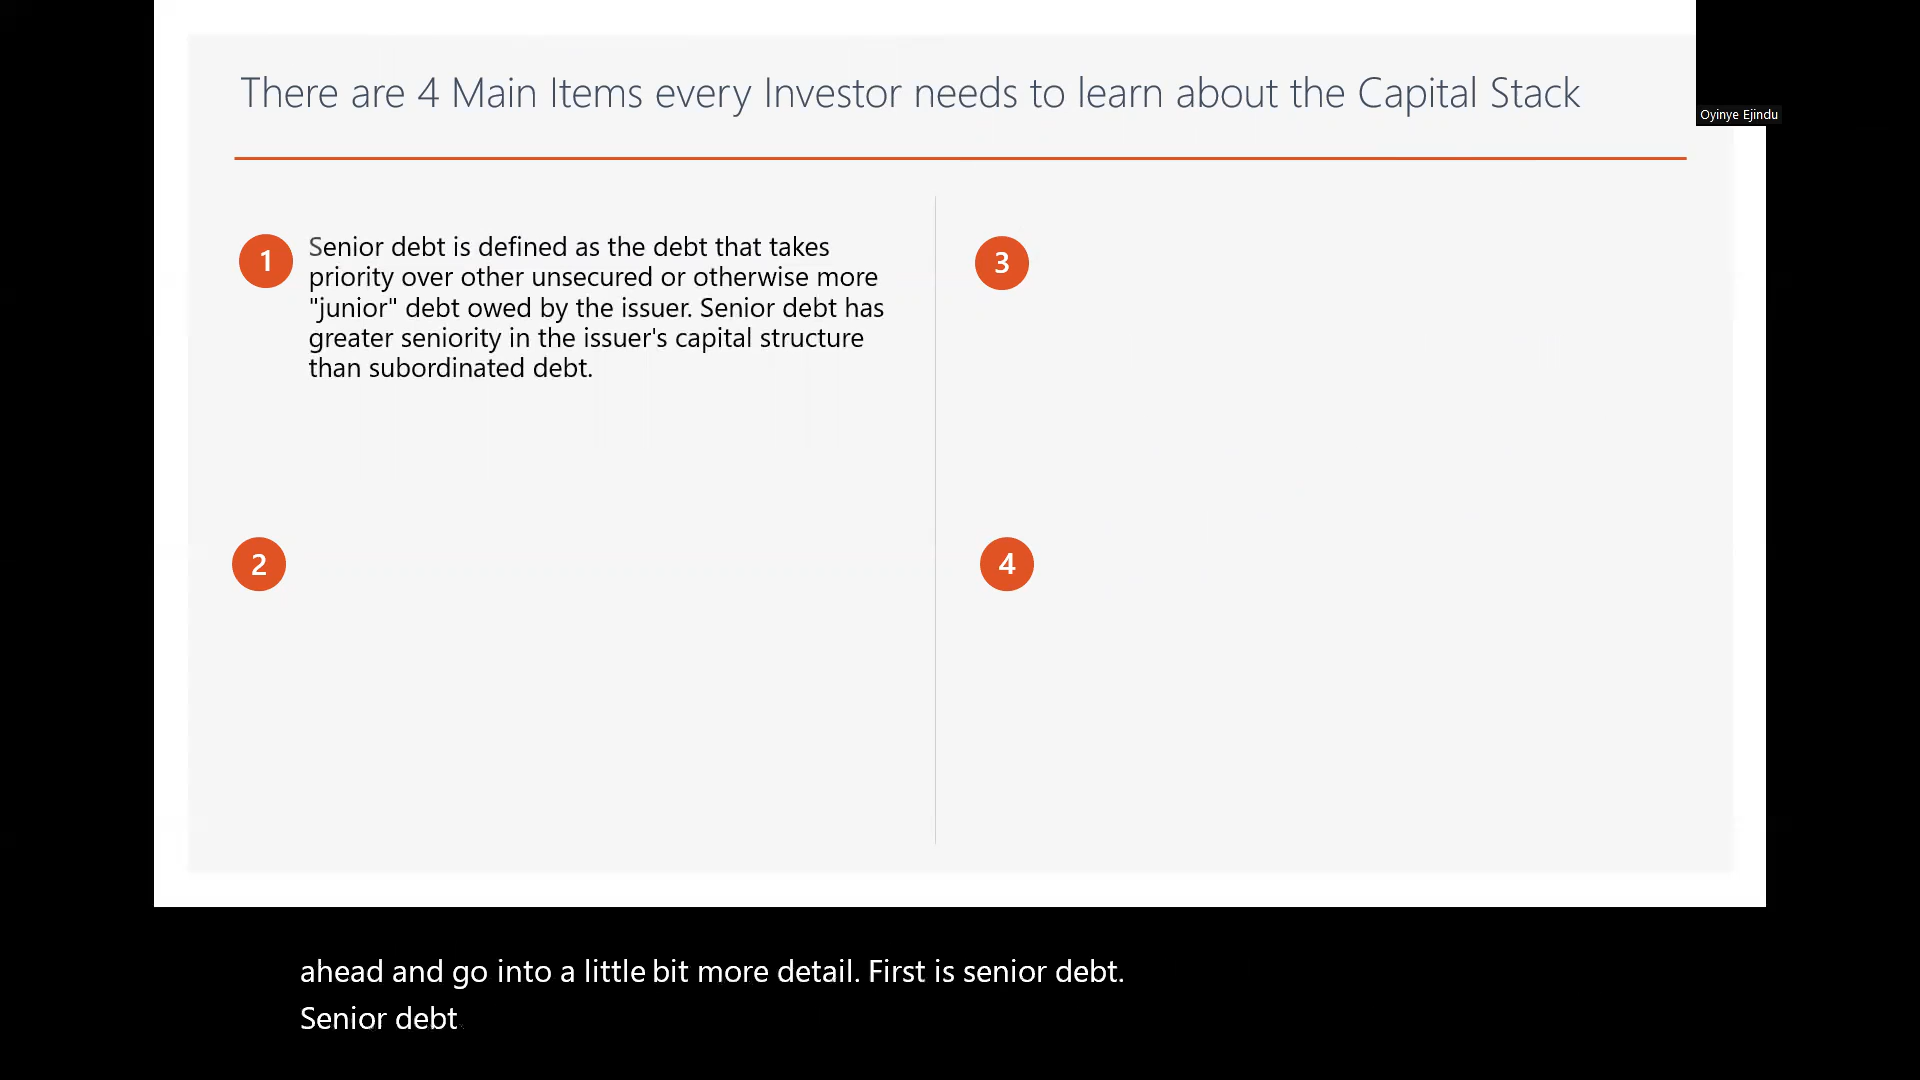 There are 4 Main Items every Investor needs to learn about the Capital Stack
Oyinye Ejindu
1
Senior debt is defined as the debt that takes
priority over other unsecured or otherwise more
"junior" debt owed by the issuer. Senior debt has
greater seniority in the issuer's capital structure
than subordinated debt.
2
3
4
ahead and go into a little bit more detail. First is senior debt.
Senior debt